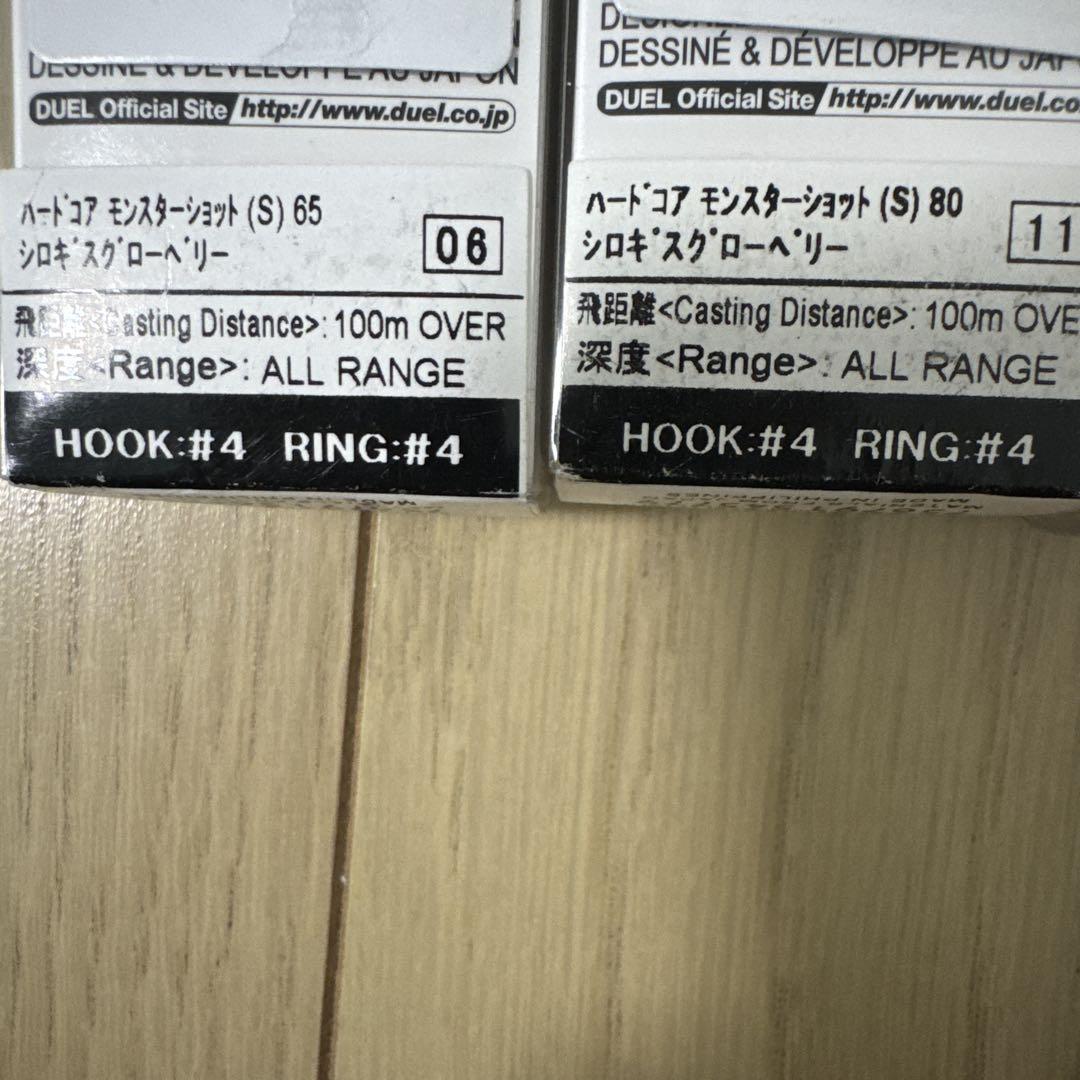 DESSINÉ & DÉVELOPPE AU JAPON
DUEL Official Site http://www.duel.co.jp
ﾊｰﾄﾞｺｱ ﾓﾝｽﾀｰｼｮｯﾄ (S) 65
ｼﾛｷﾞｽｸﾞﾛｰﾍﾞﾘｰ
06
飛距離<Casting Distance>: 100m OVER
深度<Range>: ALL RANGE
HOOK:#4 RING:#4
DESSINÉ & DÉVELOPPE AU
DUEL Official Site http://www.duel.co
ﾊｰﾄﾞｺｱ ﾓﾝｽﾀｰｼｮｯﾄ (S) 80
ｼﾛｷﾞｽｸﾞﾛｰﾍﾞﾘｰ
11
飛距離<Casting Distance>: 100m OVE
深度<Range>: ALL RANGE
HOOK:#4 RING:#4
MADE IN PHILIPPINES